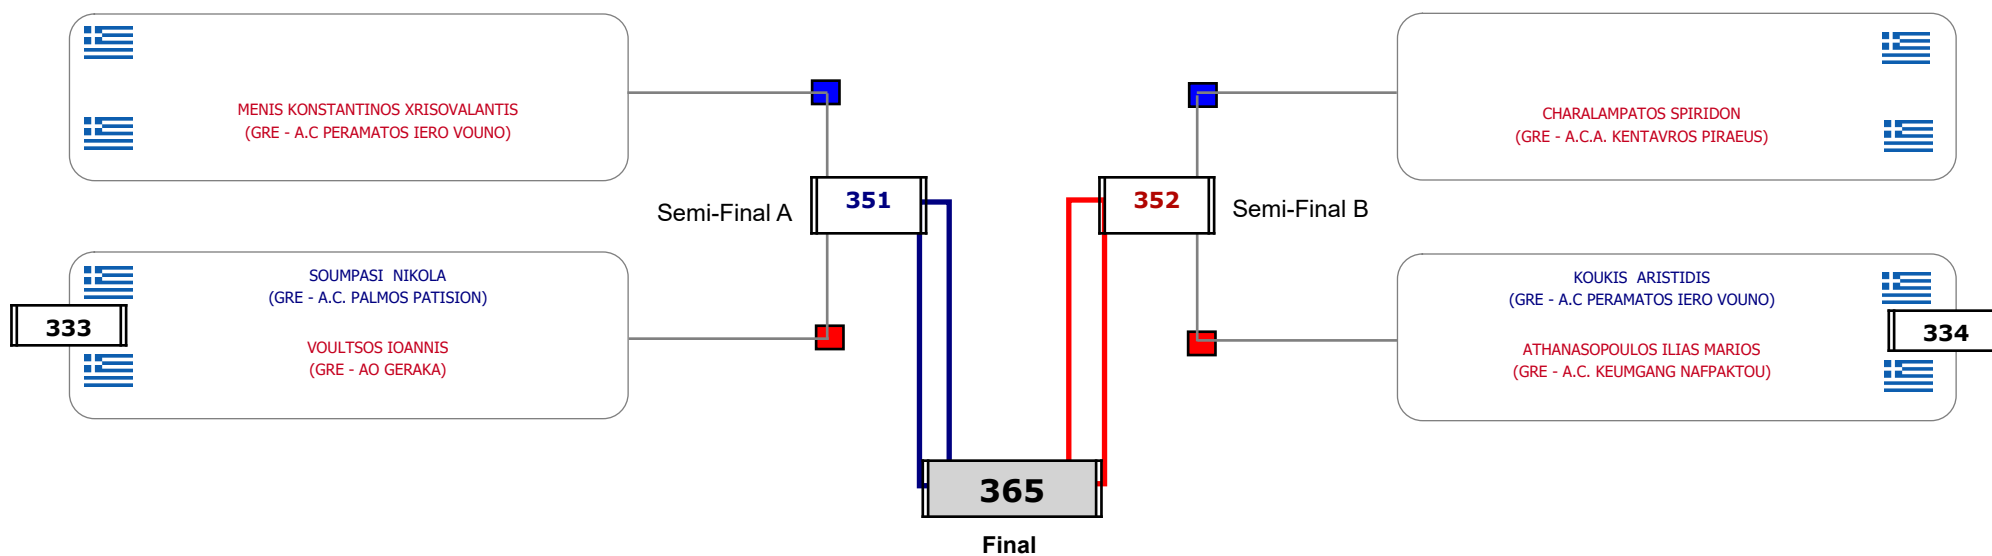 MENIS KONSTANTINOS XRISOVALANTIS
(GRE - A.C PERAMATOS IERO VOUNO)
CHARALAMPATOS SPIRIDON
(GRE - A.C.A. KENTAVROS PIRAEUS)
351
352
Semi-Final A
Semi-Final B
SOUMPASI  NIKOLA
(GRE - A.C. PALMOS PATISION)
333
VOULTSOS IOANNIS
(GRE - AO GERAKA)
KOUKIS  ARISTIDIS
(GRE - A.C PERAMATOS IERO VOUNO)
334
ATHANASOPOULOS ILIAS MARIOS
(GRE - A.C. KEUMGANG NAFPAKTOU)
365
Final